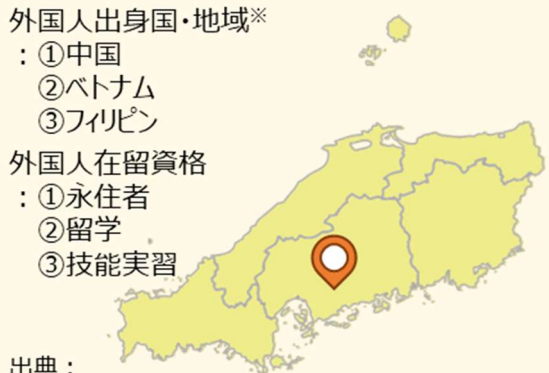 外国人出身国・地域※
：①中国
②ベトナム
③フィリピン
外国人在留資格
：①永住者
②留学
③技能実習
出典：